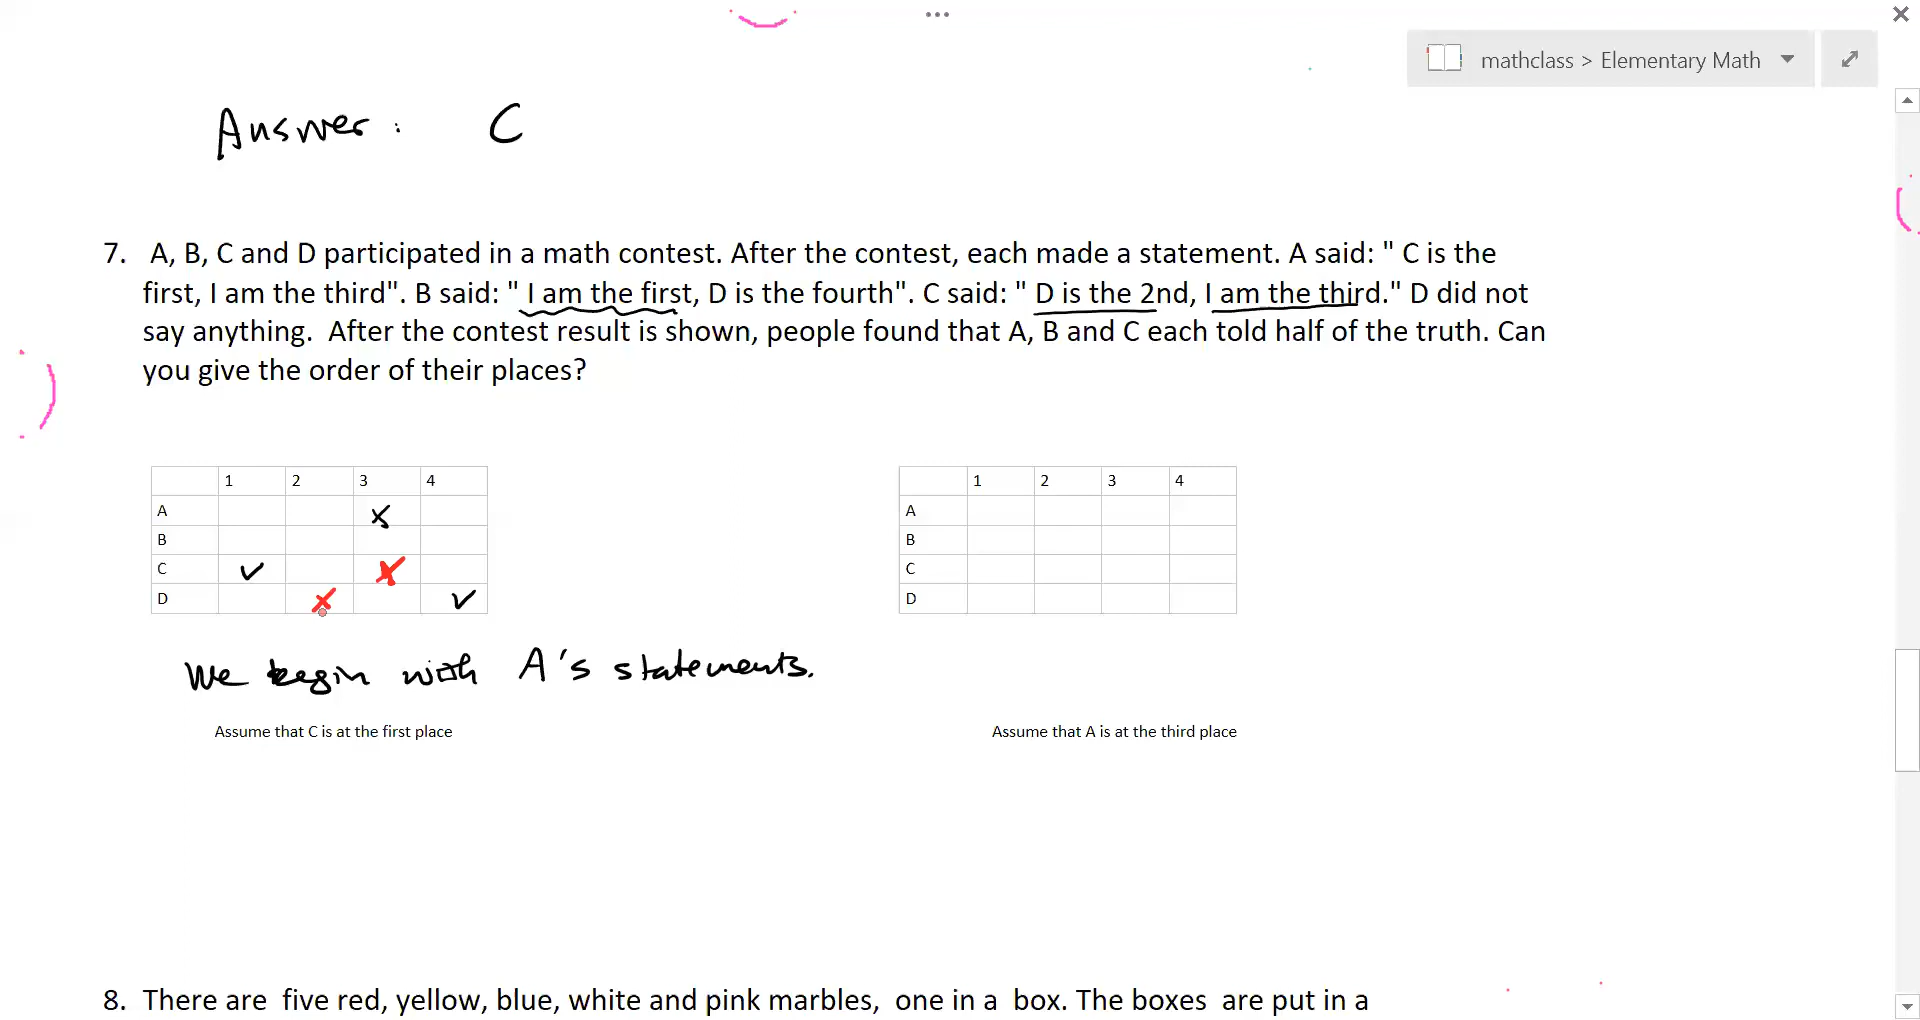 mathclass > Elementary Math
Answer: C
7. A, B, C and D participated in a math contest. After the contest, each made a statement. A said: " C is the
first, I am the third". B said: " I am the first, D is the fourth". C said: " D is the 2nd, I am the third." D did not
say anything. After the contest result is shown, people found that A, B and C each told half of the truth. Can
you give the order of their places?
1 2 3 4
A
B
C
D
1 2 3 4
A
B
C
D
We begin with A's statements.
Assume that C is at the first place
Assume that A is at the third place
8. There are five red, yellow, blue, white and pink marbles, one in a box. The boxes are put in a